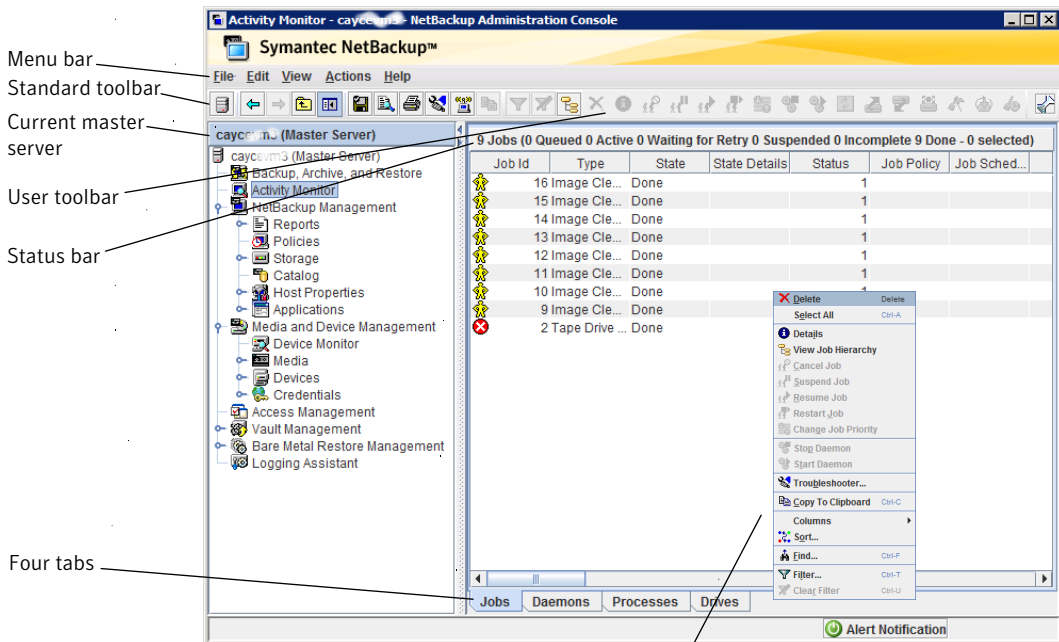 Activity Monitor - caycevm3 - NetBackup Administration Console
Symantec NetBackup™
Menu bar
File Edit View Actions Help
Standard toolbar
Current master server
User toolbar
Status bar
Four tabs
(Master Server)
(Master Server)
Backup, Archive, and Restore
Activity Monitor
NetBackup Management
Reports
Policies
Storage
Catalog
Host Properties
Applications
Media and Device Management
Device Monitor
Media
Devices
Credentials
Access Management
Vault Management
Bare Metal Restore Management
Logging Assistant
9 Jobs (0 Queued 0 Active 0 Waiting for Retry 0 Suspended 0 Incomplete 9 Done - 0 selected)
Job Id Type State State Details Status Job Policy Job Sched...
16 Image Cle... Done 1
15 Image Cle... Done 1
14 Image Cle... Done 1
13 Image Cle... Done 1
12 Image Cle... Done 1
11 Image Cle... Done 1
10 Image Cle... Done 1
9 Image Cle... Done
2 Tape Drive ... Done
Delete Delete
Select All Ctrl-A
Details
View Job Hierarchy
Cancel Job
Suspend Job
Resume Job
Restart Job
Change Job Priority
Stop Daemon
Start Daemon
Troubleshooter...
Copy To Clipboard Ctrl-C
Columns
Sort...
Find... Ctrl-F
Filter... Ctrl-T
Clear Filter Ctrl-U
Jobs Daemons Processes Drives
Alert Notification